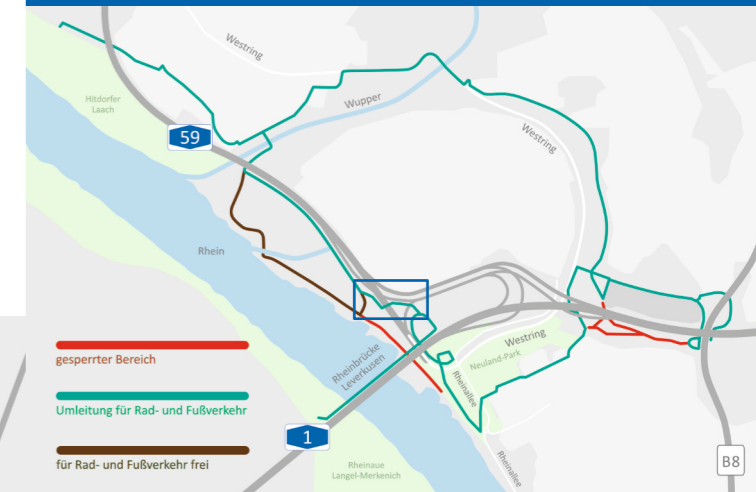 Westring
Hitdorfer
Laach
Wupper
59
Westring
Rhein
gesperrter Bereich
Umleitung für Rad- und Fußverkehr
für Rad- und Fußverkehr frei
Rheinbrücke
Leverkusen
Westring
Neuland-Park
Rheinallee
1
Rheinaue
Langel-Merkenich
Rheinallee
B8